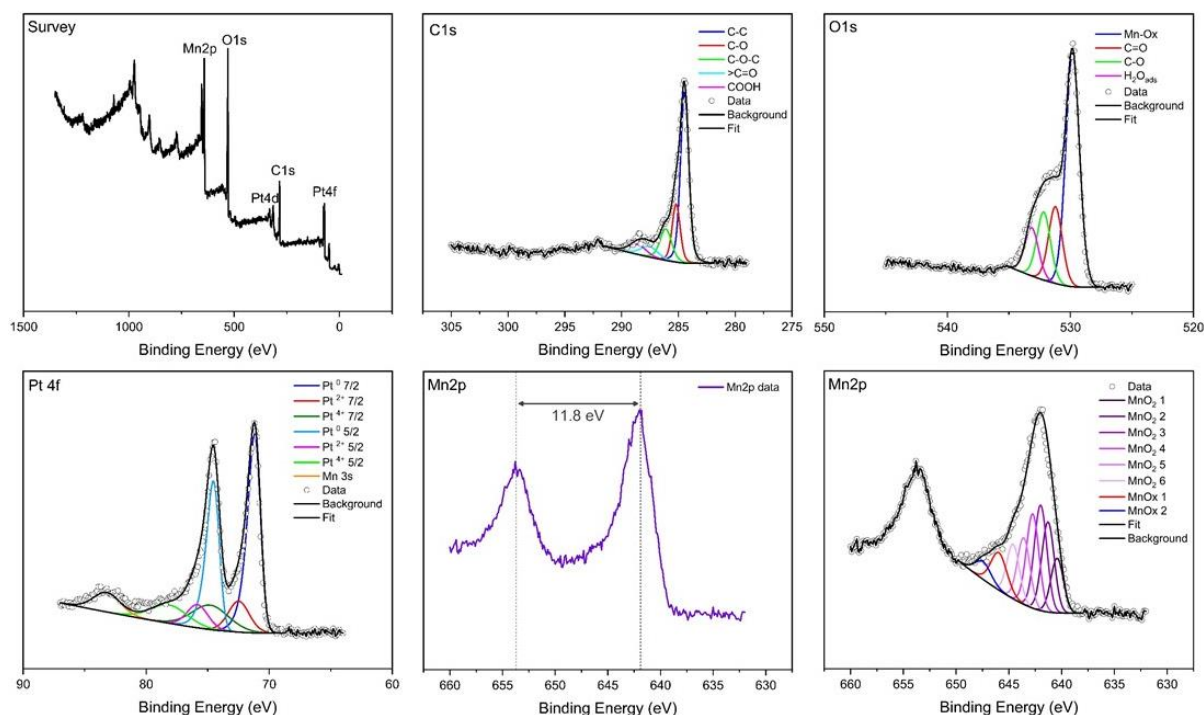 Survey
Mn2p
O1s
Pt4d
C1s
Pt4f
1500
1000
500
0
Binding Energy (eV)
C1s
C-C
C-O
C-O-C
>C=O
COOH
Data
Background
Fit
305
300
295
290
285
280
275
Binding Energy (eV)
O1s
Mn-Ox
C=O
C-O
H₂Oₐds
Data
Background
Fit
550
540
530
520
Binding Energy (eV)
Pt 4f
Pt ⁰ 7/2
Pt ²⁺ 7/2
Pt ⁴⁺ 7/2
Pt ⁰ 5/2
Pt ²⁺ 5/2
Pt ⁴⁺ 5/2
Mn 3s
Data
Background
Fit
90
80
70
60
Binding Energy (eV)
Mn2p
Mn2p data
11.8 eV
660
655
650
645
640
635
630
Binding Energy (eV)
Mn2p
Data
MnO₂ 1
MnO₂ 2
MnO₂ 3
MnO₂ 4
MnO₂ 5
MnO₂ 6
MnOx 1
MnOx 2
Fit
Background
660
655
650
645
640
635
630
Binding Energy (eV)